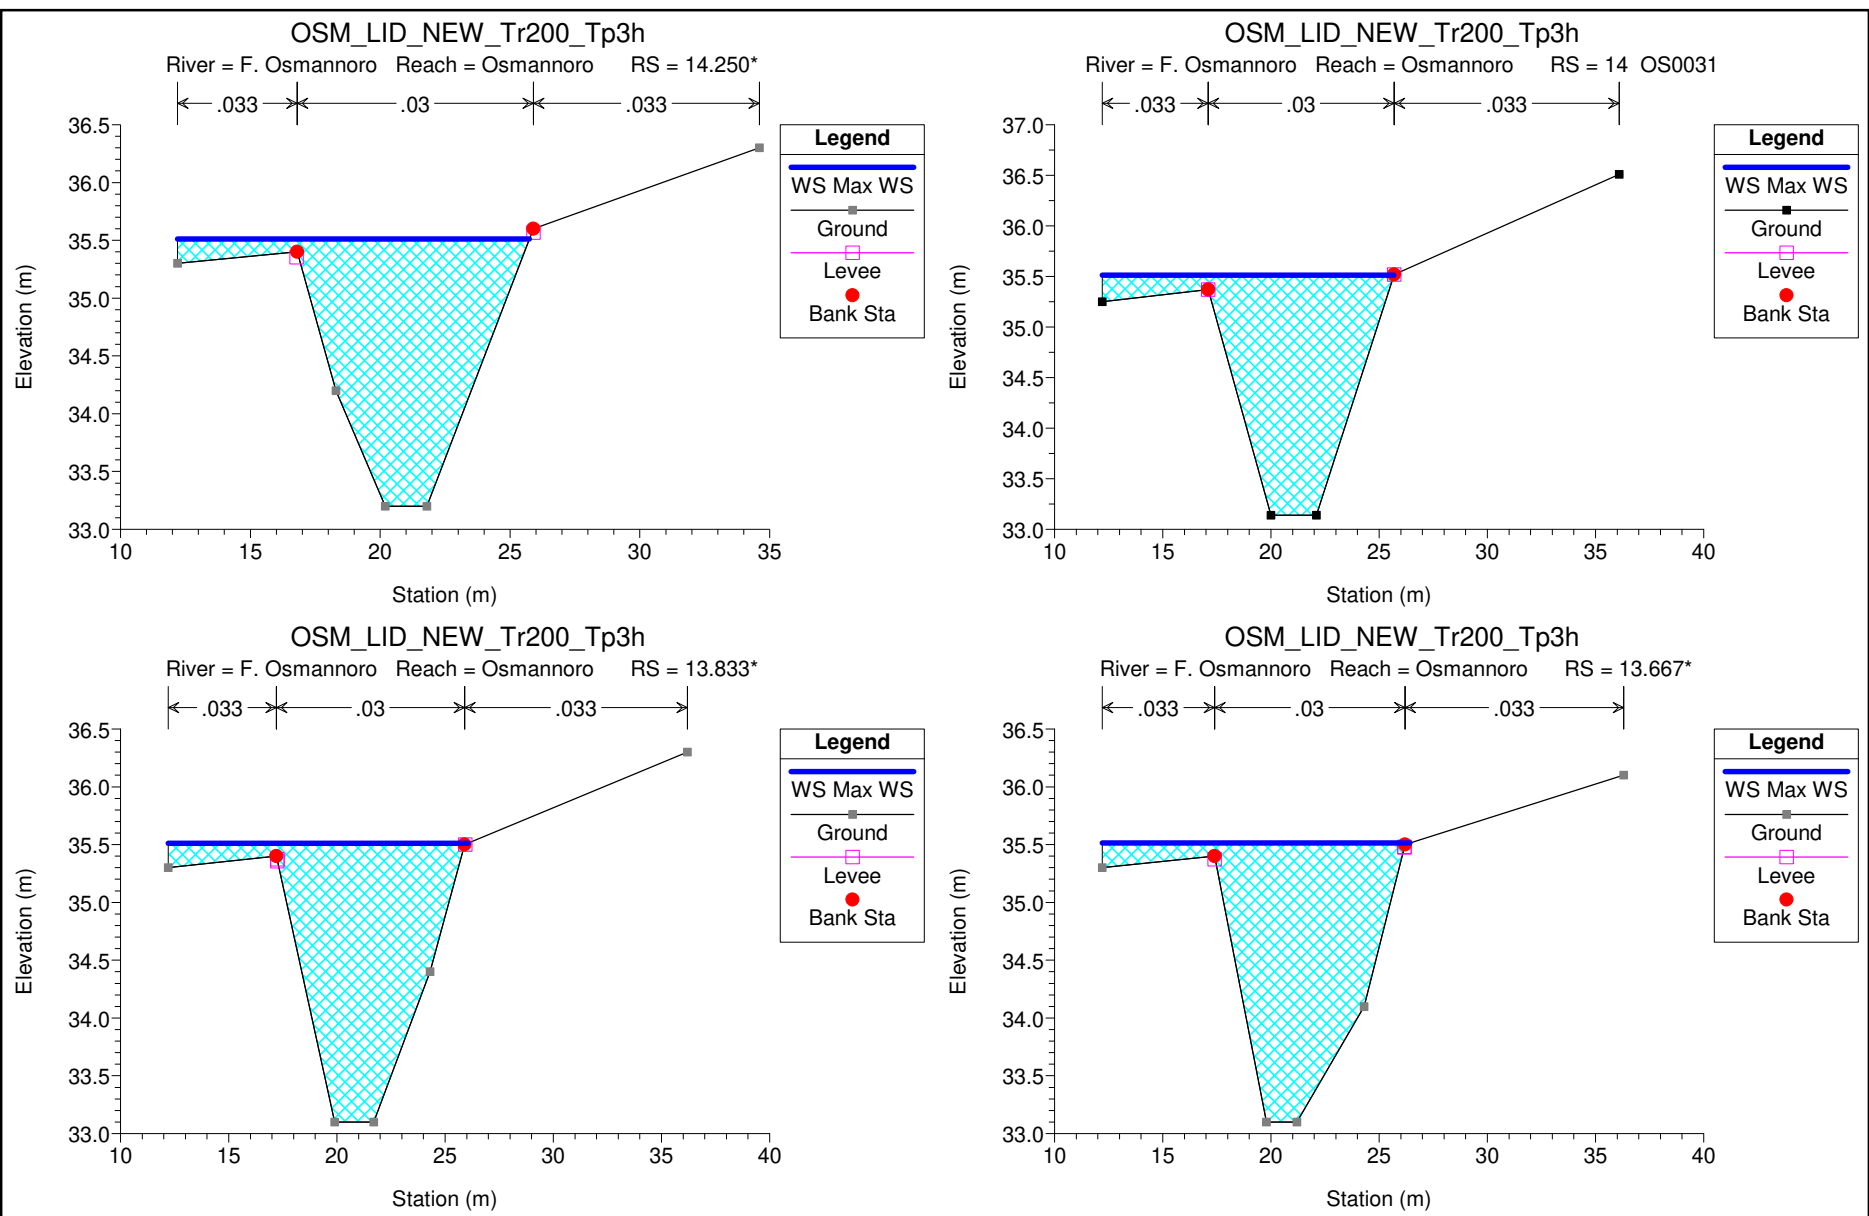 OSM_LID_NEW_Tr200_Tp3h
River = F. Osmannoro Reach = Osmannoro RS = 14.250*
.033 .03 .033
36.5
36.0
35.5
35.0
34.5
34.0
33.5
33.0
Elevation (m)
10 15 20 25 30 35
Station (m)
Legend
WS Max WS
Ground
Levee
Bank Sta
OSM_LID_NEW_Tr200_Tp3h
River = F. Osmannoro Reach = Osmannoro RS = 14 OS0031
.033 .03 .033
37.0
36.5
36.0
35.5
35.0
34.5
34.0
33.5
33.0
Elevation (m)
10 15 20 25 30 35 40
Station (m)
Legend
WS Max WS
Ground
Levee
Bank Sta
OSM_LID_NEW_Tr200_Tp3h
River = F. Osmannoro Reach = Osmannoro RS = 13.833*
.033 .03 .033
36.5
36.0
35.5
35.0
34.5
34.0
33.5
33.0
Elevation (m)
10 15 20 25 30 35 40
Station (m)
Legend
WS Max WS
Ground
Levee
Bank Sta
OSM_LID_NEW_Tr200_Tp3h
River = F. Osmannoro Reach = Osmannoro RS = 13.667*
.033 .03 .033
36.5
36.0
35.5
35.0
34.5
34.0
33.5
33.0
Elevation (m)
10 15 20 25 30 35 40
Station (m)
Legend
WS Max WS
Ground
Levee
Bank Sta